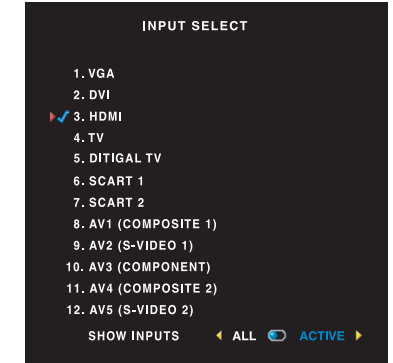 INPUT SELECT
1. VGA
2. DVI
3. HDMI
4. TV
5. DITIGAL TV
6. SCART 1
7. SCART 2
8. AV1 (COMPOSITE 1)
9. AV2 (S-VIDEO 1)
10. AV3 (COMPONENT)
11. AV4 (COMPOSITE 2)
12. AV5 (S-VIDEO 2)
SHOW INPUTS ALL ACTIVE